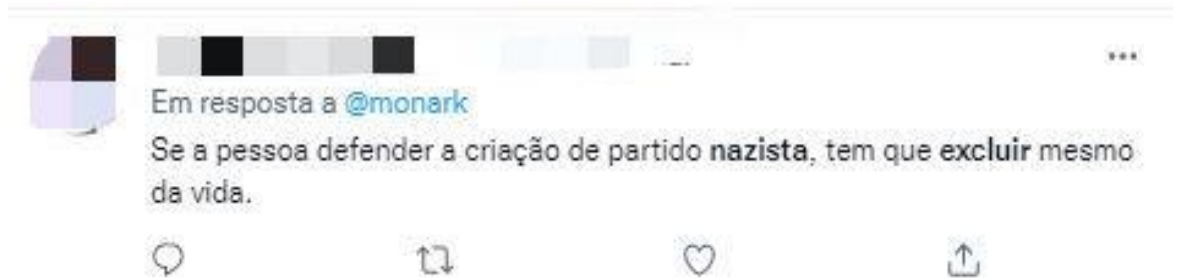 Em resposta a @monark
Se a pessoa defender a criação de partido nazista, tem que excluir mesmo
da vida.